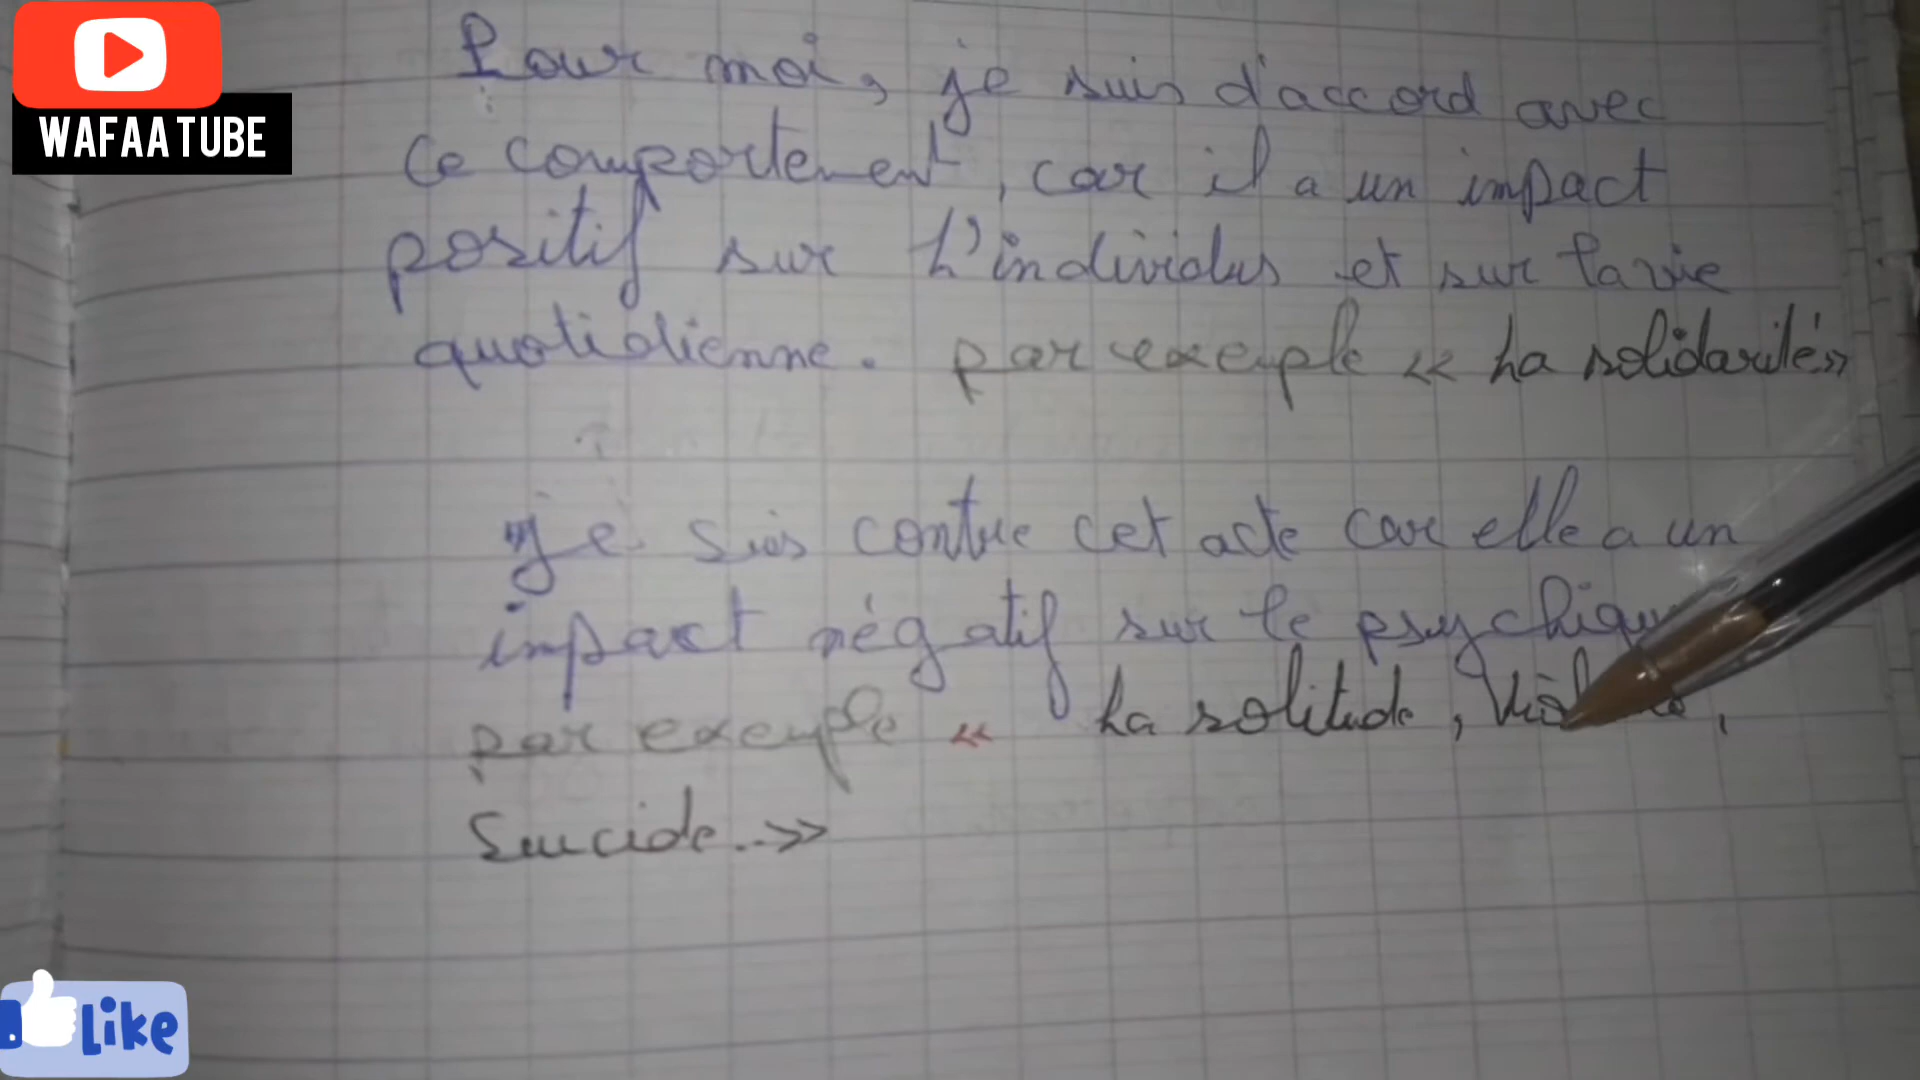 WAFAA TUBE
Pour moi, je suis d'accord avec
ce comportement, car il a un impact
positif sur L'individus et sur la vie
quotidienne. par exemple « La solidarité »
je suis contre cet acte car elle a un
impact négatif sur le
par exemple « La solitude,
Suicide..»
Like